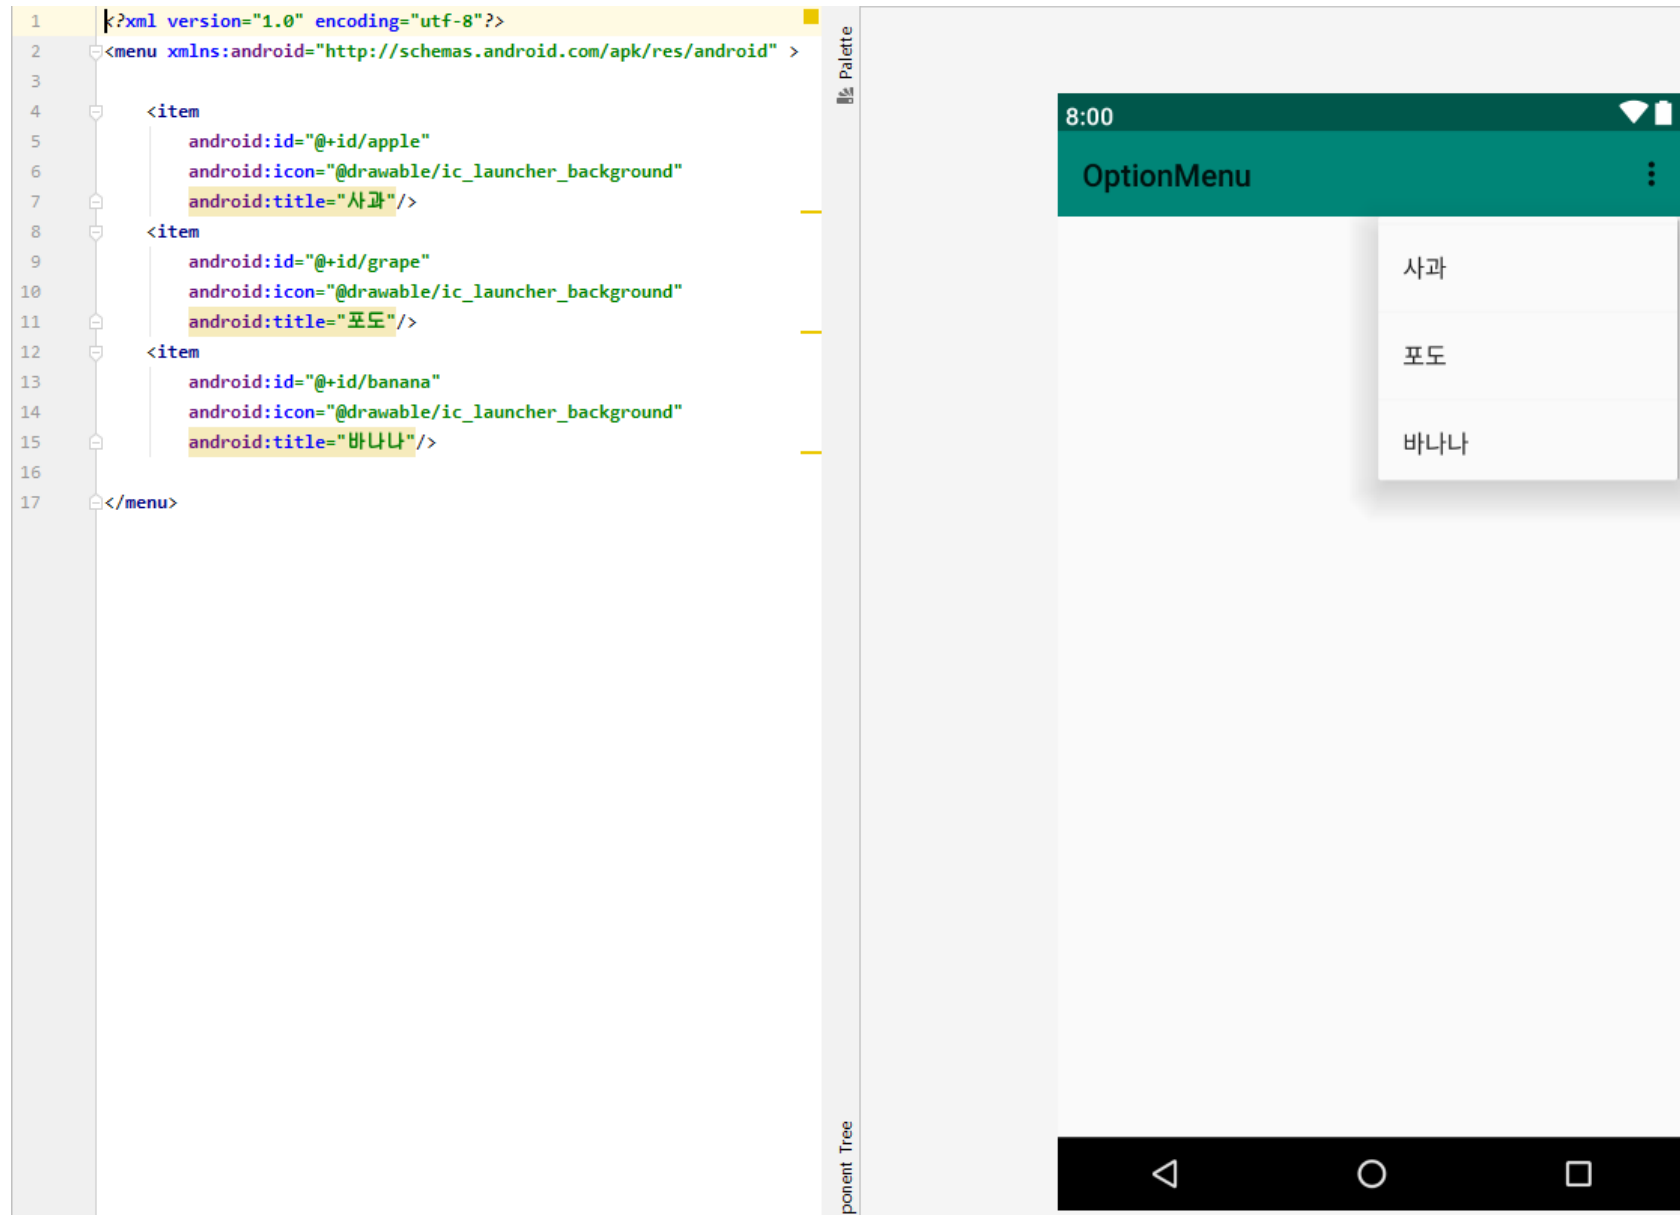 1 <?xml version="1.0" encoding="utf-8"?>
2 <menu xmlns:android="http://schemas.android.com/apk/res/android" >
3
4 <item
5 android:id="@+id/apple"
6 android:icon="@drawable/ic_launcher_background"
7 android:title="사과"/>
8 <item
9 android:id="@+id/grape"
10 android:icon="@drawable/ic_launcher_background"
11 android:title="포도"/>
12 <item
13 android:id="@+id/banana"
14 android:icon="@drawable/ic_launcher_background"
15 android:title="바나나"/>
16
17 </menu>
Palette
ponent Tree
8:00
OptionMenu
사과
포도
바나나